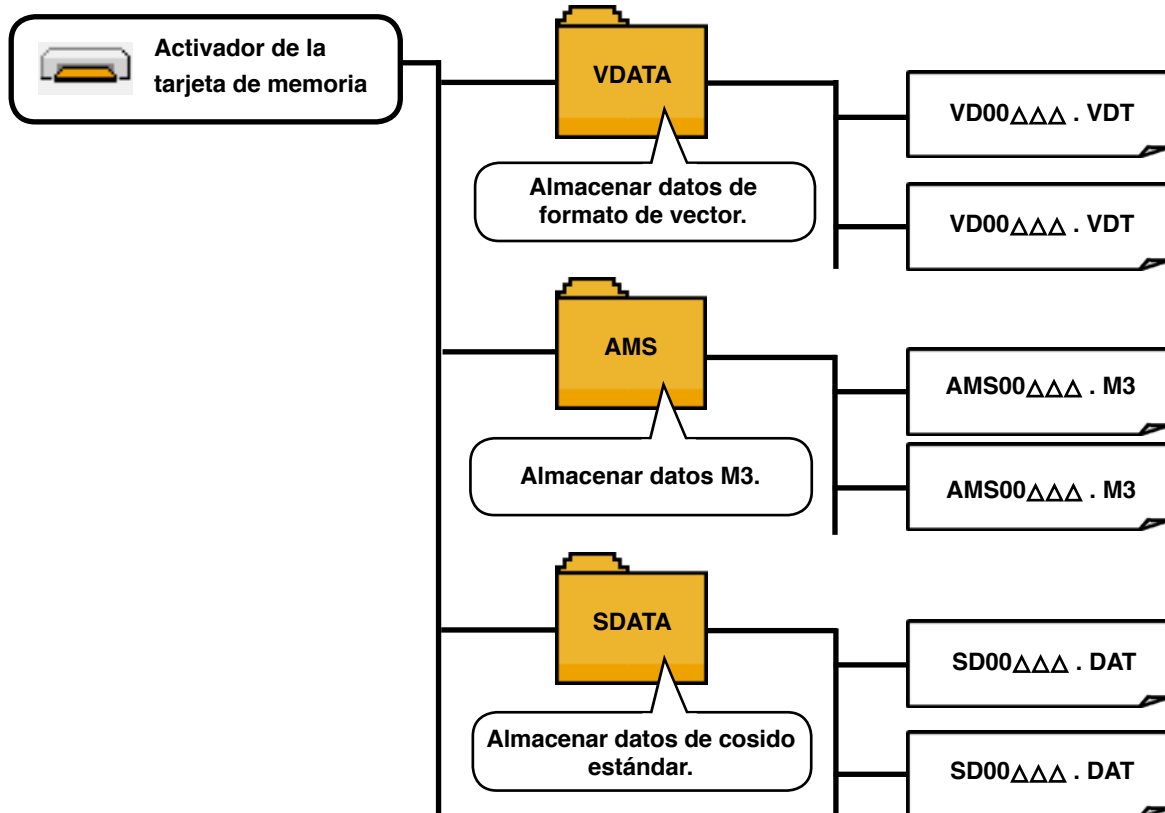 Activador de la
tarjeta de memoria
VDATA
Almacenar datos de
formato de vector.
VD00△△△ . VDT
VD00△△△ . VDT
AMS
Almacenar datos M3.
AMS00△△△ . M3
AMS00△△△ . M3
SDATA
Almacenar datos de cosido
estándar.
SD00△△△ . DAT
SD00△△△ . DAT